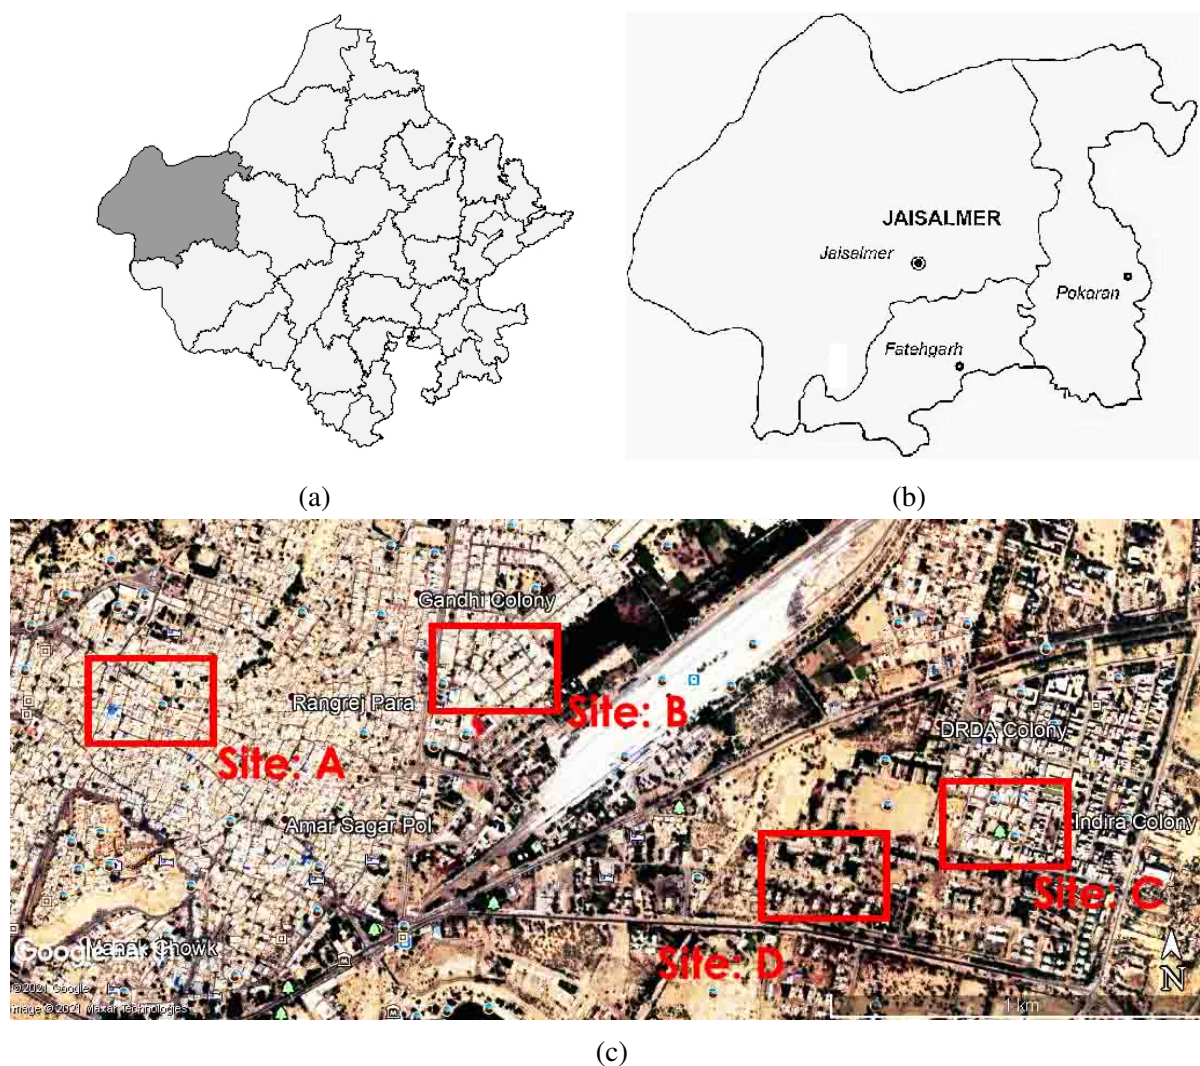 JAISALMER
Jaisalmer
Pokaran
Fatehgarh
(a)
(b)
Gandhi Colony
Rangrej Para
Site: B
Site: A
DRDA Colony
Amar Sagar Pol
Indira Colony
Site: C
Google
Manak Chowk
Site: D
N
©2021 Google
Image © 2021 Maxar Technologies
1 km
(c)